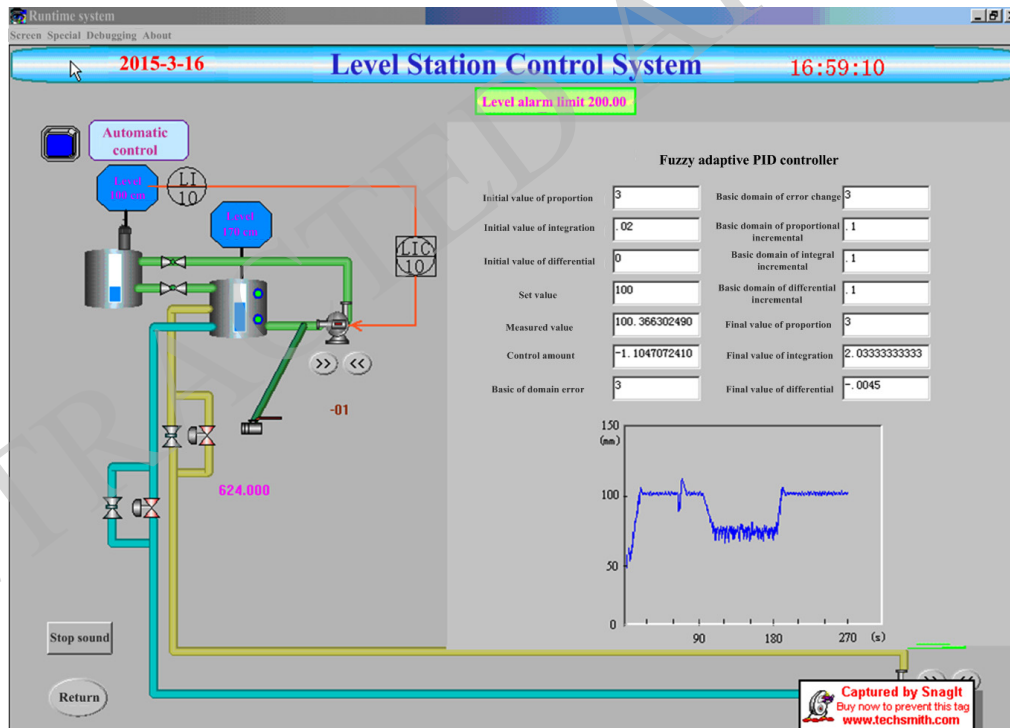 Runtime system
Screen Special Debugging About
2015-3-16
Level Station Control System
16:59:10
Level alarm limit 200.00
Automatic
control
Level
100 cm
LI
10
Level
176 cm
LIC
10
>>
<<
-01
624.000
Fuzzy adaptive PID controller
Initial value of proportion
3
Basic domain of error change
3
Initial value of integration
.02
Basic domain of proportional
incremental
.1
Initial value of differential
0
Basic domain of integral
incremental
.1
Set value
100
Basic domain of differential
incremental
.1
Measured value
100.366302490
Final value of proportion
3
Control amount
-1.1047072410
Final value of integration
2.03333333333
Basic of domain error
3
Final value of differential
-.0045
150
(mm)
100
50
0
90
180
270
(s)
Stop sound
Return
Captured by SnagIt
Buy now to prevent this tag
www.techsmith.com